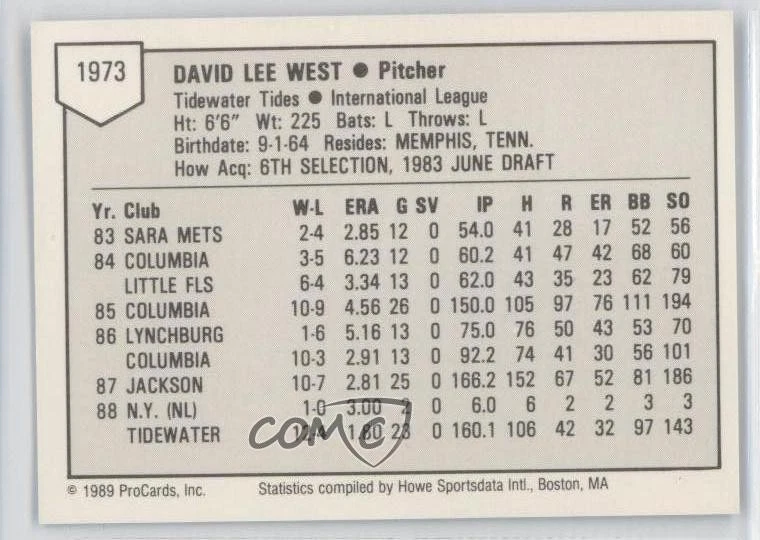 1973
DAVID LEE WEST ● Pitcher
Tidewater Tides ● International League
Ht: 6'6" Wt: 225 Bats: L Throws: L
Birthdate: 9-1-64 Resides: MEMPHIS, TENN.
How Acq: 6TH SELECTION, 1983 JUNE DRAFT
Yr. Club W-L ERA G SV IP H R ER BB SO
83 SARA METS 2-4 2.85 12 0 54.0 41 28 17 52 56
84 COLUMBIA 3-5 6.23 12 0 60.2 41 47 42 68 60
LITTLE FLS 6-4 3.34 13 0 62.0 43 35 23 62 79
85 COLUMBIA 10-9 4.56 26 0 150.0 105 97 76 111 194
86 LYNCHBURG 1-6 5.16 13 0 75.0 76 50 43 53 70
COLUMBIA 10-3 2.91 13 0 92.2 74 41 30 56 101
87 JACKSON 10-7 2.81 25 0 166.2 152 67 52 81 186
88 N.Y. (NL) 1-0 3.00 2 0 6.0 6 2 2 3 3
TIDEWATER 12-4 1.80 23 0 160.1 106 42 32 97 143
COMC
© 1989 ProCards, Inc. Statistics compiled by Howe Sportsdata Intl., Boston, MA